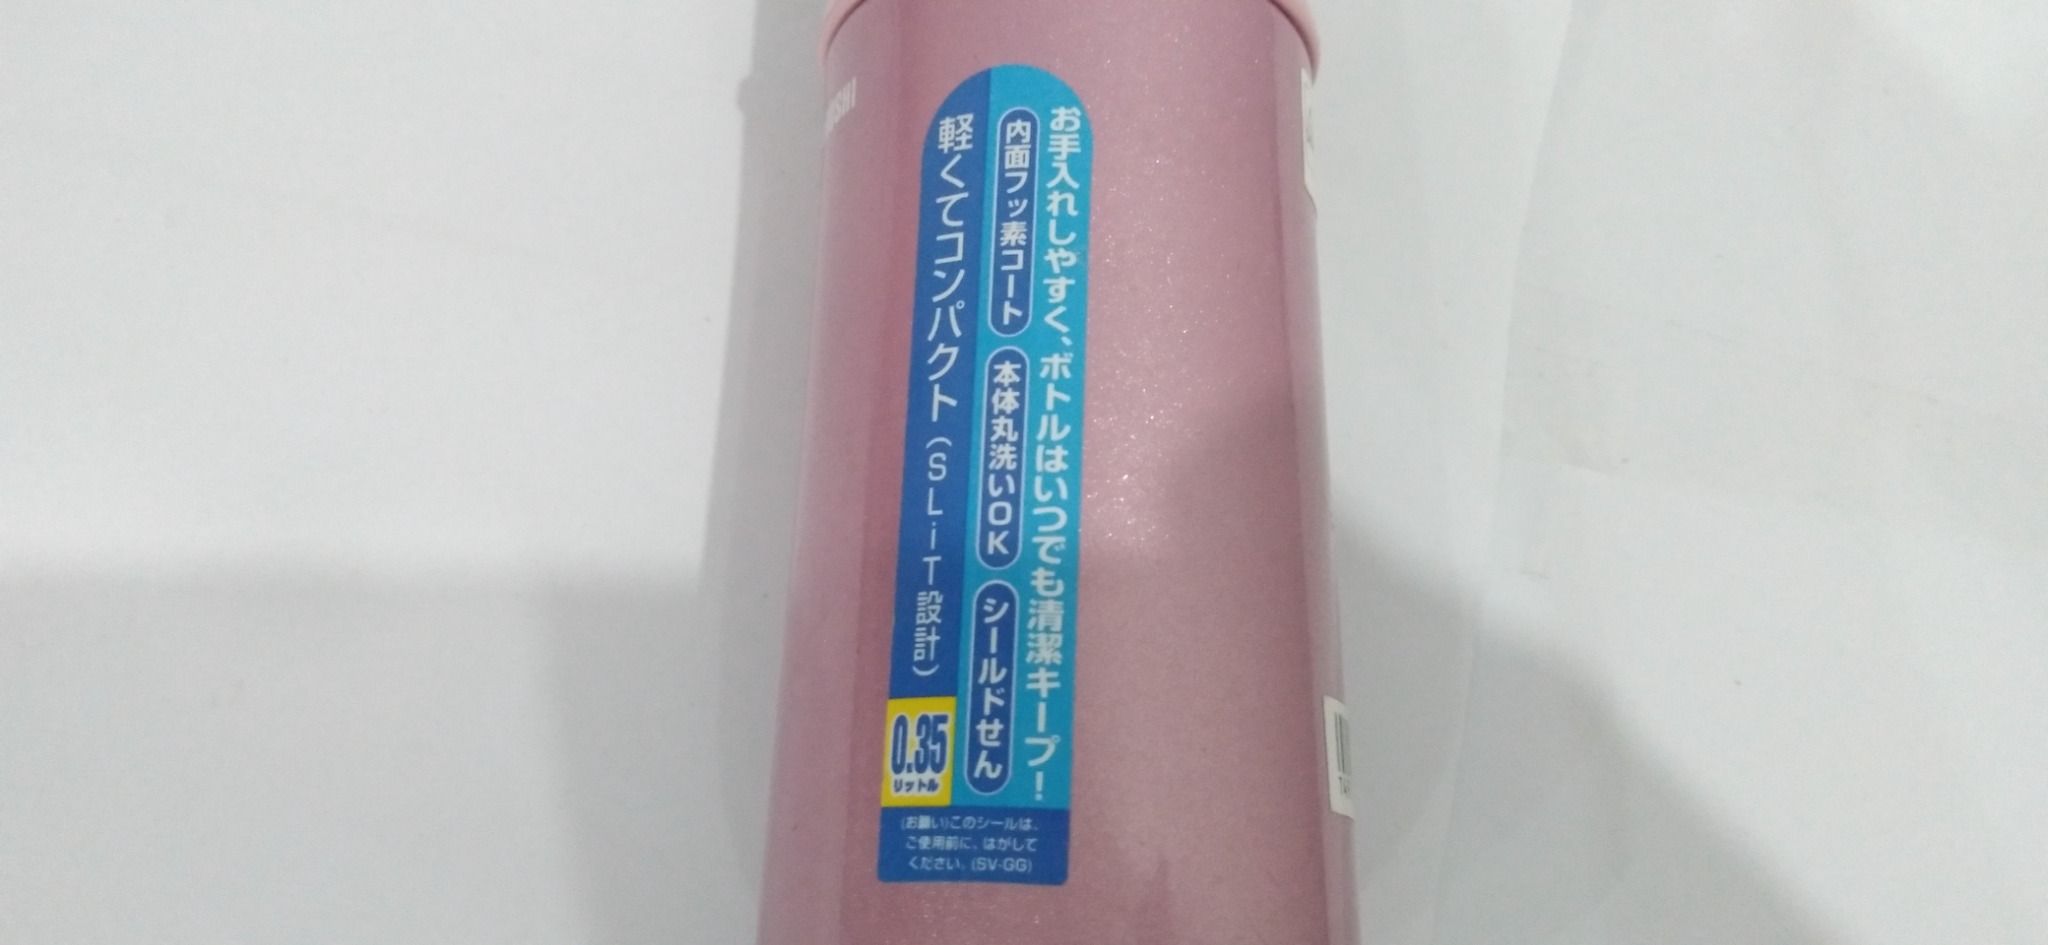 お手入れしやすく、ボトルはいつでも清潔キープ!
内面フッ素コート
本体丸洗いOK
シールドせん
軽くてコンパクト(SLiT設計)
0.35
リットル
(お願い)このシールは、
ご使用前に、はがして
ください。(SV-GG)